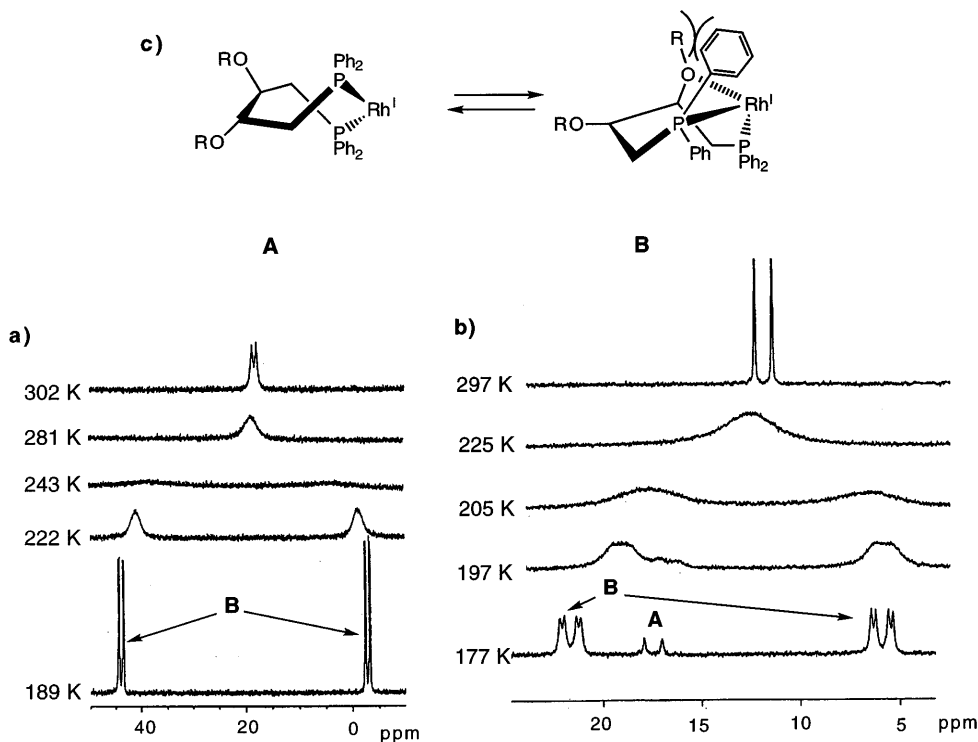 c)
RO
RO
Ph2
P
RhI
P
Ph2
R
O
RO
P
RhI
Ph
P
Ph2
A
B
a)
302 K
281 K
243 K
222 K
B
189 K
40
20
0
ppm
b)
297 K
225 K
205 K
197 K
B
A
177 K
20
15
10
5
ppm